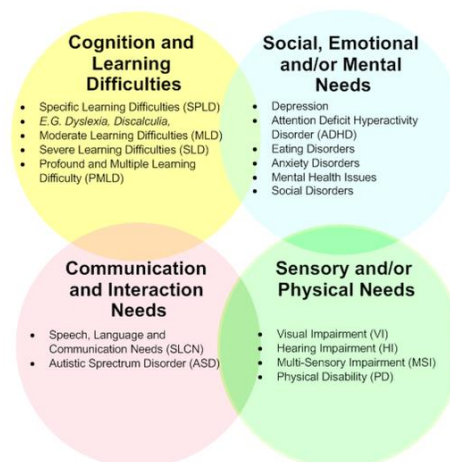 Cognition and
Learning
Difficulties
• Specific Learning Difficulties (SPLD)
• E.G. Dyslexia, Discalculia,
• Moderate Learning Difficulties (MLD)
• Severe Learning Difficulties (SLD)
• Profound and Multiple Learning
Difficulty (PMLD)
Social, Emotional
and/or Mental
Needs
• Depression
• Attention Deficit Hyperactivity
Disorder (ADHD)
• Eating Disorders
• Anxiety Disorders
• Mental Health Issues
• Social Disorders
Communication
and Interaction
Needs
• Speech, Language and
Communication Needs (SLCN)
• Autistic Sprectrum Disorder (ASD)
Sensory and/or
Physical Needs
• Visual Impairment (VI)
• Hearing Impairment (HI)
• Multi-Sensory Impairment (MSI)
• Physical Disability (PD)